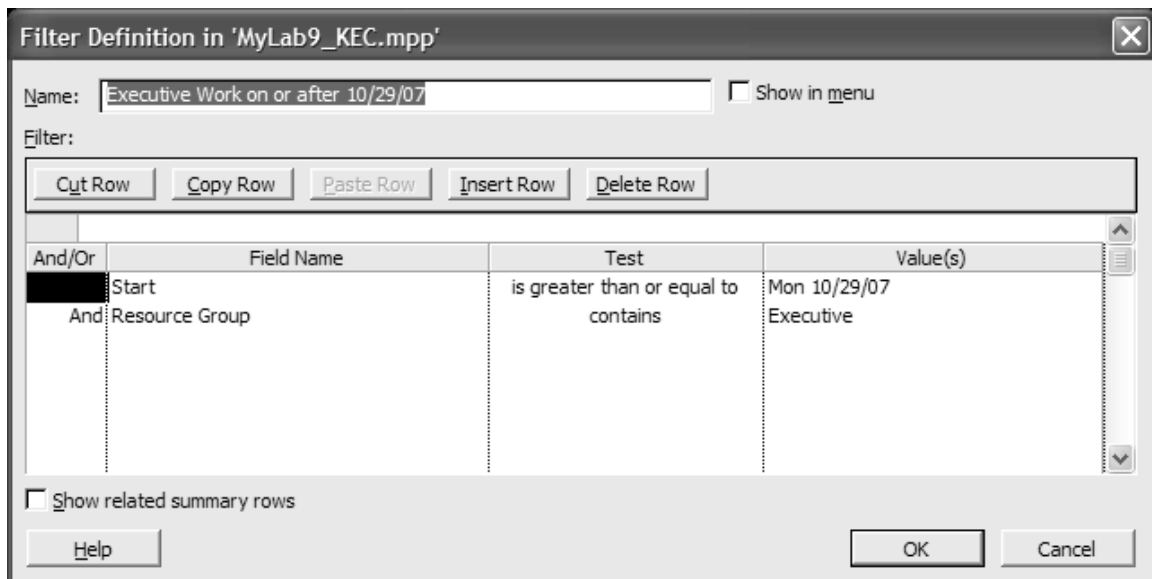 Filter Definition in 'MyLab9_KEC.mpp'
Name: Executive Work on or after 10/29/07 Show in menu
Filter:
Cut Row Copy Row Paste Row Insert Row Delete Row
And/Or Field Name Test Value(s)
Start is greater than or equal to Mon 10/29/07
And Resource Group contains Executive
Show related summary rows
Help OK Cancel